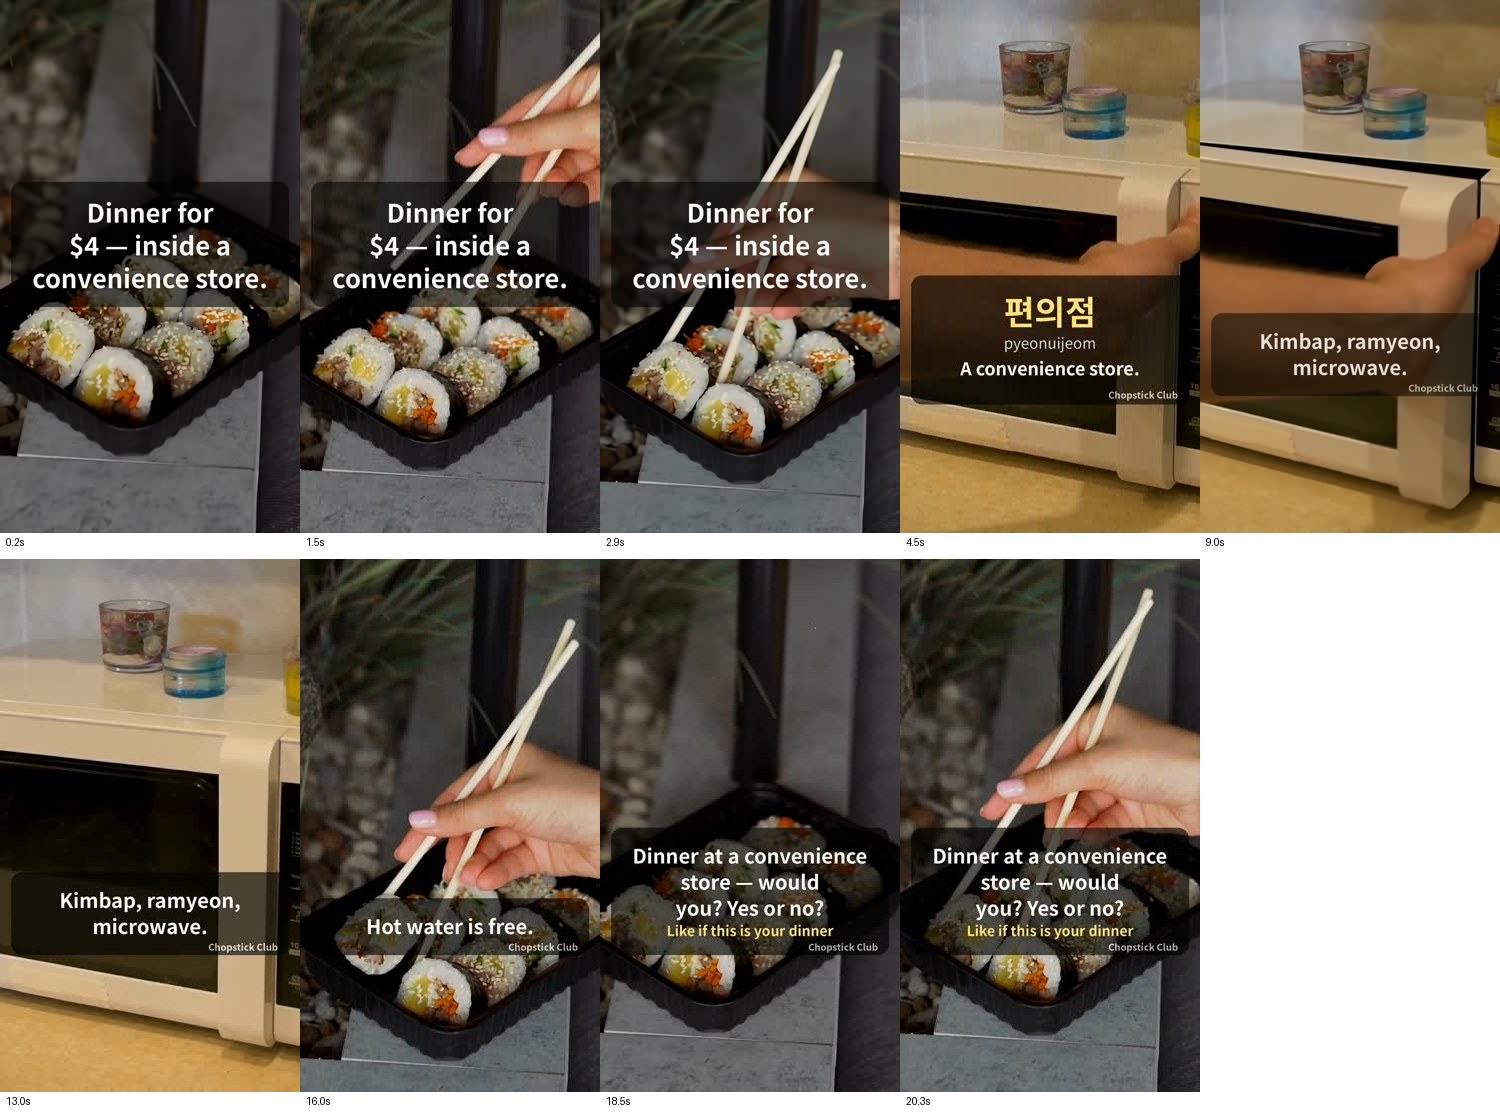 Dinner for
$4 — inside a
convenience store.
0.2s
Dinner for
$4 — inside a
convenience store.
1.5s
Dinner for
$4 — inside a
convenience store.
2.9s
편의점
pyeonuijeom
A convenience store.
Chopstick Club
4.5s
Kimbap, ramyeon,
microwave.
Chopstick Club
9.0s
Kimbap, ramyeon,
microwave.
Chopstick Club
13.0s
Hot water is free.
Chopstick Club
16.0s
Dinner at a convenience
store — would
you? Yes or no?
Like if this is your dinner
Chopstick Club
18.5s
Dinner at a convenience
store — would
you? Yes or no?
Like if this is your dinner
Chopstick Club
20.3s